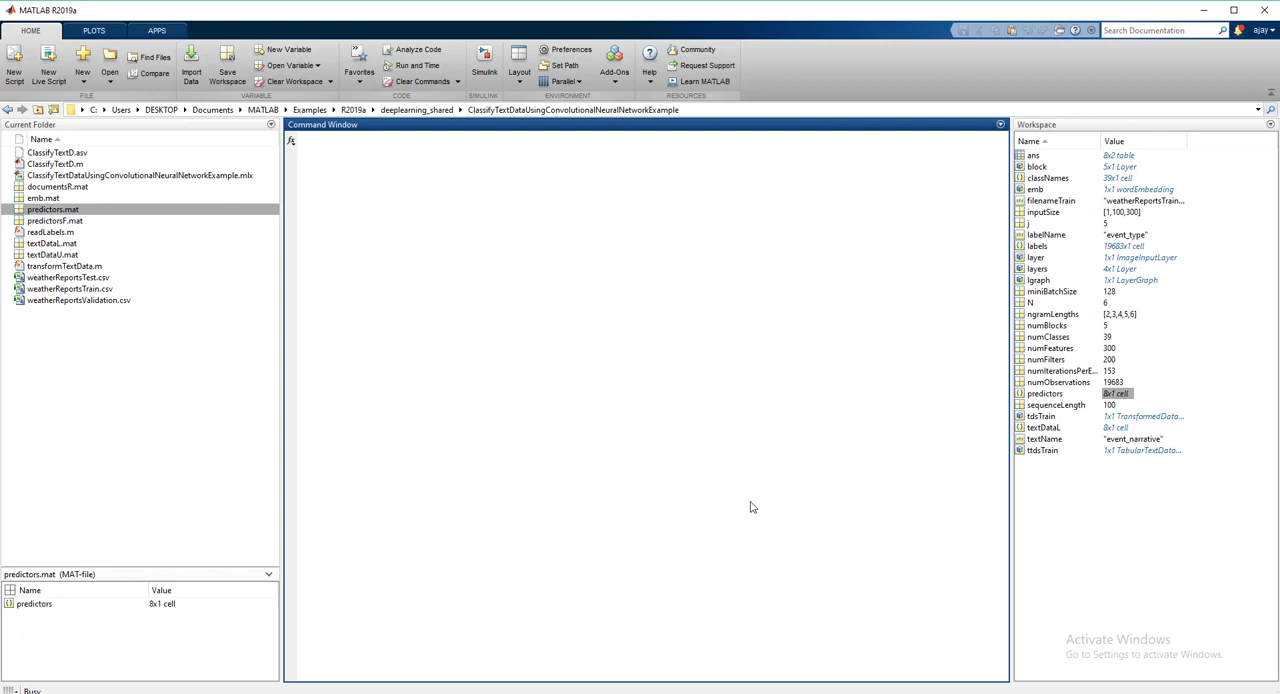 MATLAB R2019a
HOME PLOTS APPS
Search Documentation
ajay
New Script
New Live Script
New
Open
Find Files
Compare
FILE
Import Data
Save Workspace
New Variable
Open Variable
Clear Workspace
VARIABLE
Favorites
Analyze Code
Run and Time
Clear Commands
CODE
Simulink
SIMULINK
Layout
Preferences
Set Path
Parallel
ENVIRONMENT
Add-Ons
Help
Community
Request Support
Learn MATLAB
RESOURCES
C: Users DESKTOP Documents MATLAB Examples R2019a deeplearning_shared ClassifyTextDataUsingConvolutionalNeuralNetworkExample
Current Folder
Name
ClassifyTextD.asv
ClassifyTextD.m
ClassifyTextDataUsingConvolutionalNeuralNetworkExample.mlx
documentsR.mat
emb.mat
predictors.mat
predictorsF.mat
readLabels.m
textDataL.mat
textDataU.mat
transformTextData.m
weatherReportsTest.csv
weatherReportsTrain.csv
weatherReportsValidation.csv
predictors.mat (MAT-file)
Name Value
predictors 8x1 cell
Busy
Command Window
fx
Workspace
Name Value
ans 8x2 table
block 5x1 Layer
classNames 39x1 cell
emb 1x1 wordEmbedding
filenameTrain "weatherReportsTrain...
inputSize [1,100,300]
j 5
labelName "event_type"
labels 19683x1 cell
layer 1x1 ImageInputLayer
layers 4x1 Layer
lgraph 1x1 LayerGraph
miniBatchSize 128
N 6
ngramLengths [2,3,4,5,6]
numBlocks 5
numClasses 39
numFeatures 300
numFilters 200
numIterationsPerE... 153
numObservations 19683
predictors 8x1 cell
sequenceLength 100
tdsTrain 1x1 TransformedData...
textDataL 8x1 cell
textName "event_narrative"
ttdsTrain 1x1 TabularTextData...
Activate Windows
Go to Settings to activate Windows.